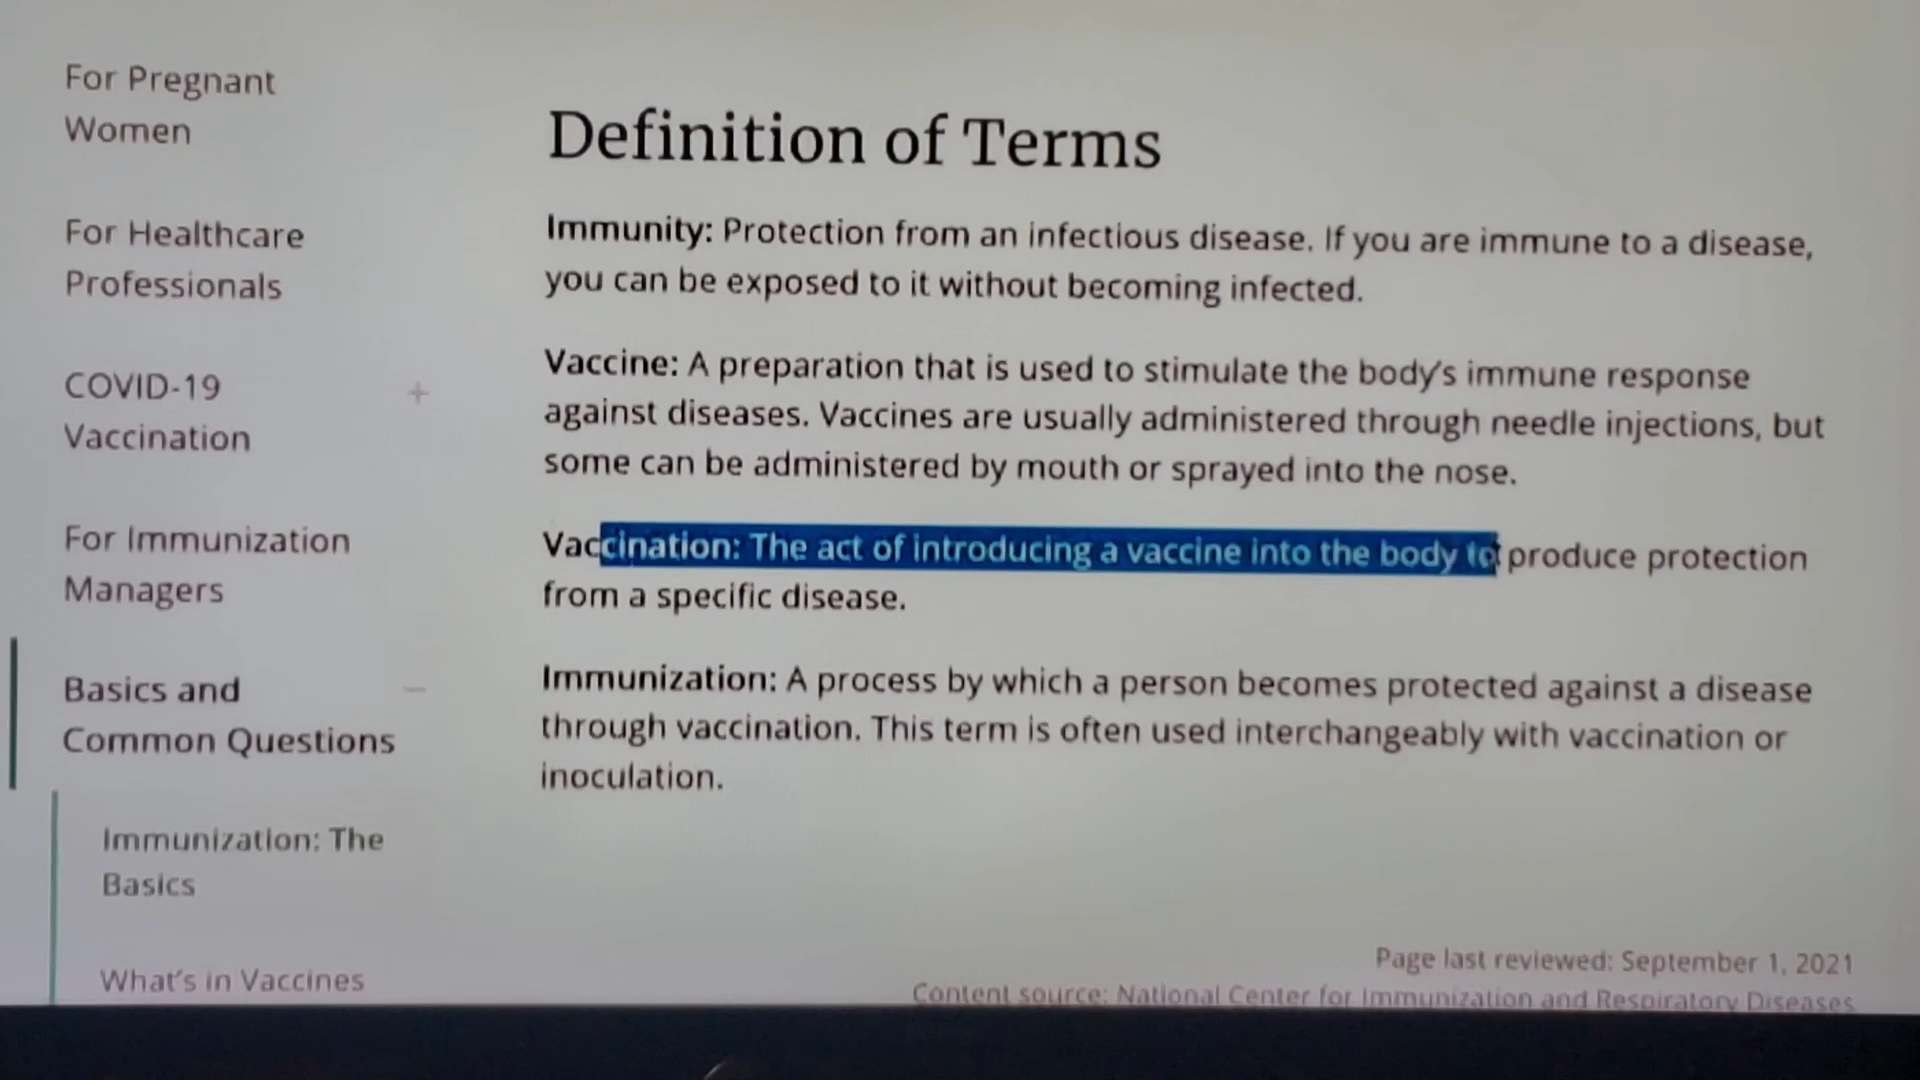 For Pregnant
Women
For Healthcare
Professionals
COVID-19 +
Vaccination
For Immunization
Managers
Basics and −
Common Questions
Immunization: The
Basics
What's in Vaccines
Definition of Terms
Immunity: Protection from an infectious disease. If you are immune to a disease,
you can be exposed to it without becoming infected.
Vaccine: A preparation that is used to stimulate the body's immune response
against diseases. Vaccines are usually administered through needle injections, but
some can be administered by mouth or sprayed into the nose.
Vaccination: The act of introducing a vaccine into the body to produce protection
from a specific disease.
Immunization: A process by which a person becomes protected against a disease
through vaccination. This term is often used interchangeably with vaccination or
inoculation.
Page last reviewed: September 1, 2021
Content source: National Center for Immunization and Respiratory Diseases